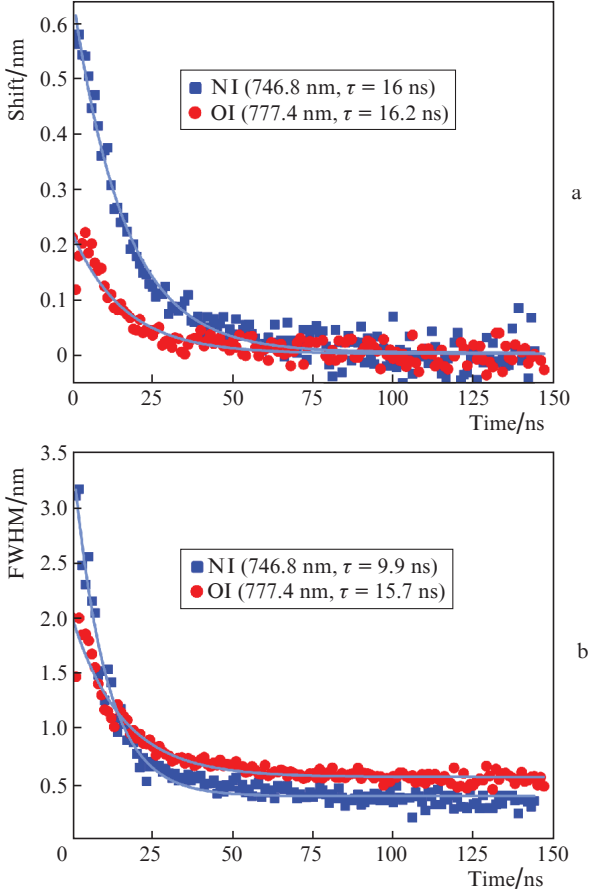 Shift/nm
0.6
0.5
0.4
0.3
0.2
0.1
0
NI (746.8 nm, τ = 16 ns)
OI (777.4 nm, τ = 16.2 ns)
a
0 25 50 75 100 125 150
Time/ns
FWHM/nm
3.5
3.0
2.5
2.0
1.5
1.0
0.5
NI (746.8 nm, τ = 9.9 ns)
OI (777.4 nm, τ = 15.7 ns)
b
0 25 50 75 100 125 150
Time/ns